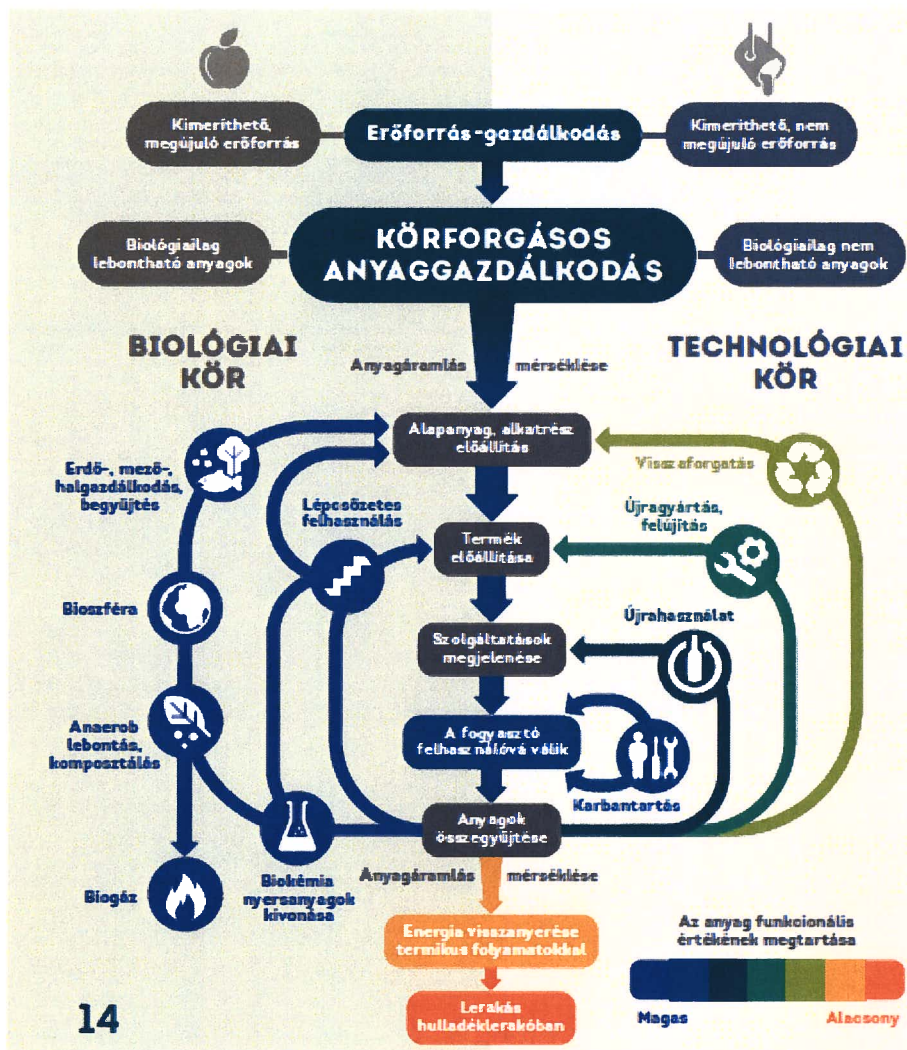 Kimeríthető,
megújuló erőforrás
Erőforrás-gazdálkodás
Kimeríthető, nem
megújuló erőforrás
Biológiailag
lebontható anyagok
KÖRFORGÁSOS
ANYAGGAZDÁLKODÁS
Biológiailag nem
lebontható anyagok
BIOLÓGIAI
KÖR
Anyagáramlás mérséklése
TECHNOLÓGIAI
KÖR
Alapanyag, alkatrész
előállítás
Erdő-, mező-,
halgazdálkodás,
begyűjtés
Visszaforgatás
Lépcsőzetes
felhasználás
Újragyártás,
felújítás
Termék
előállítása
Bioszféra
Újrahasználat
Szolgáltatások
megjelenése
Anaerob
lebontás,
komposztálás
A fogyasztó
felhasználóvá válik
Karbantartás
Anyagok
összegyűjtése
Biogáz
Biokémia
nyersanyagok
kivonása
Anyagáramlás mérséklése
Energia visszanyerése
termikus folyamatokkal
Az anyag funkcionális
értékének megtartása
Magas Alacsony
Lerakás
hulladéklerakóban
14